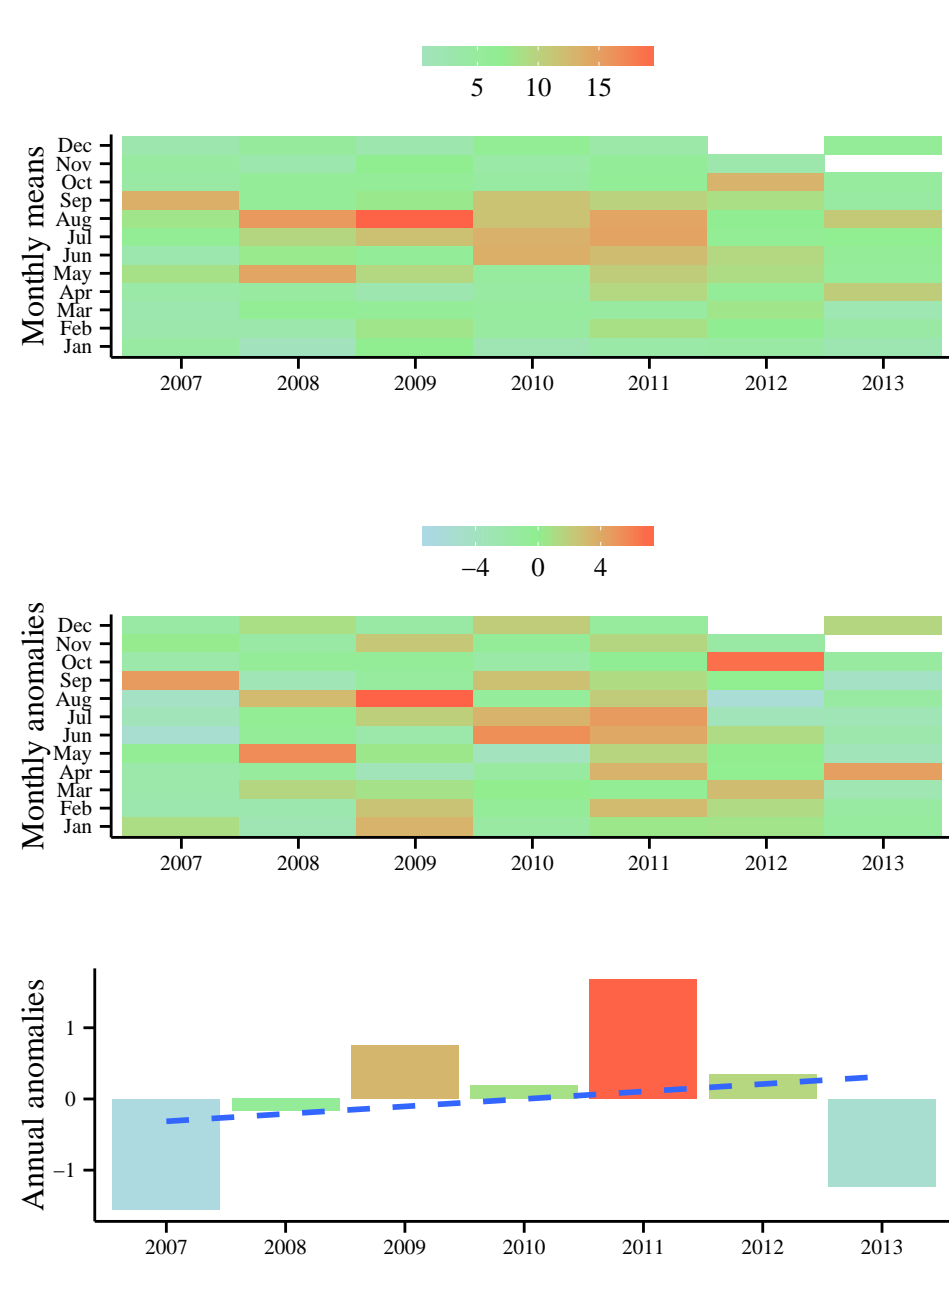 5 10 15
Monthly means
Dec
Nov
Oct
Sep
Aug
Jul
Jun
May
Apr
Mar
Feb
Jan
2007 2008 2009 2010 2011 2012 2013
−4 0 4
Monthly anomalies
Dec
Nov
Oct
Sep
Aug
Jul
Jun
May
Apr
Mar
Feb
Jan
2007 2008 2009 2010 2011 2012 2013
Annual anomalies
1
0
−1
2007 2008 2009 2010 2011 2012 2013